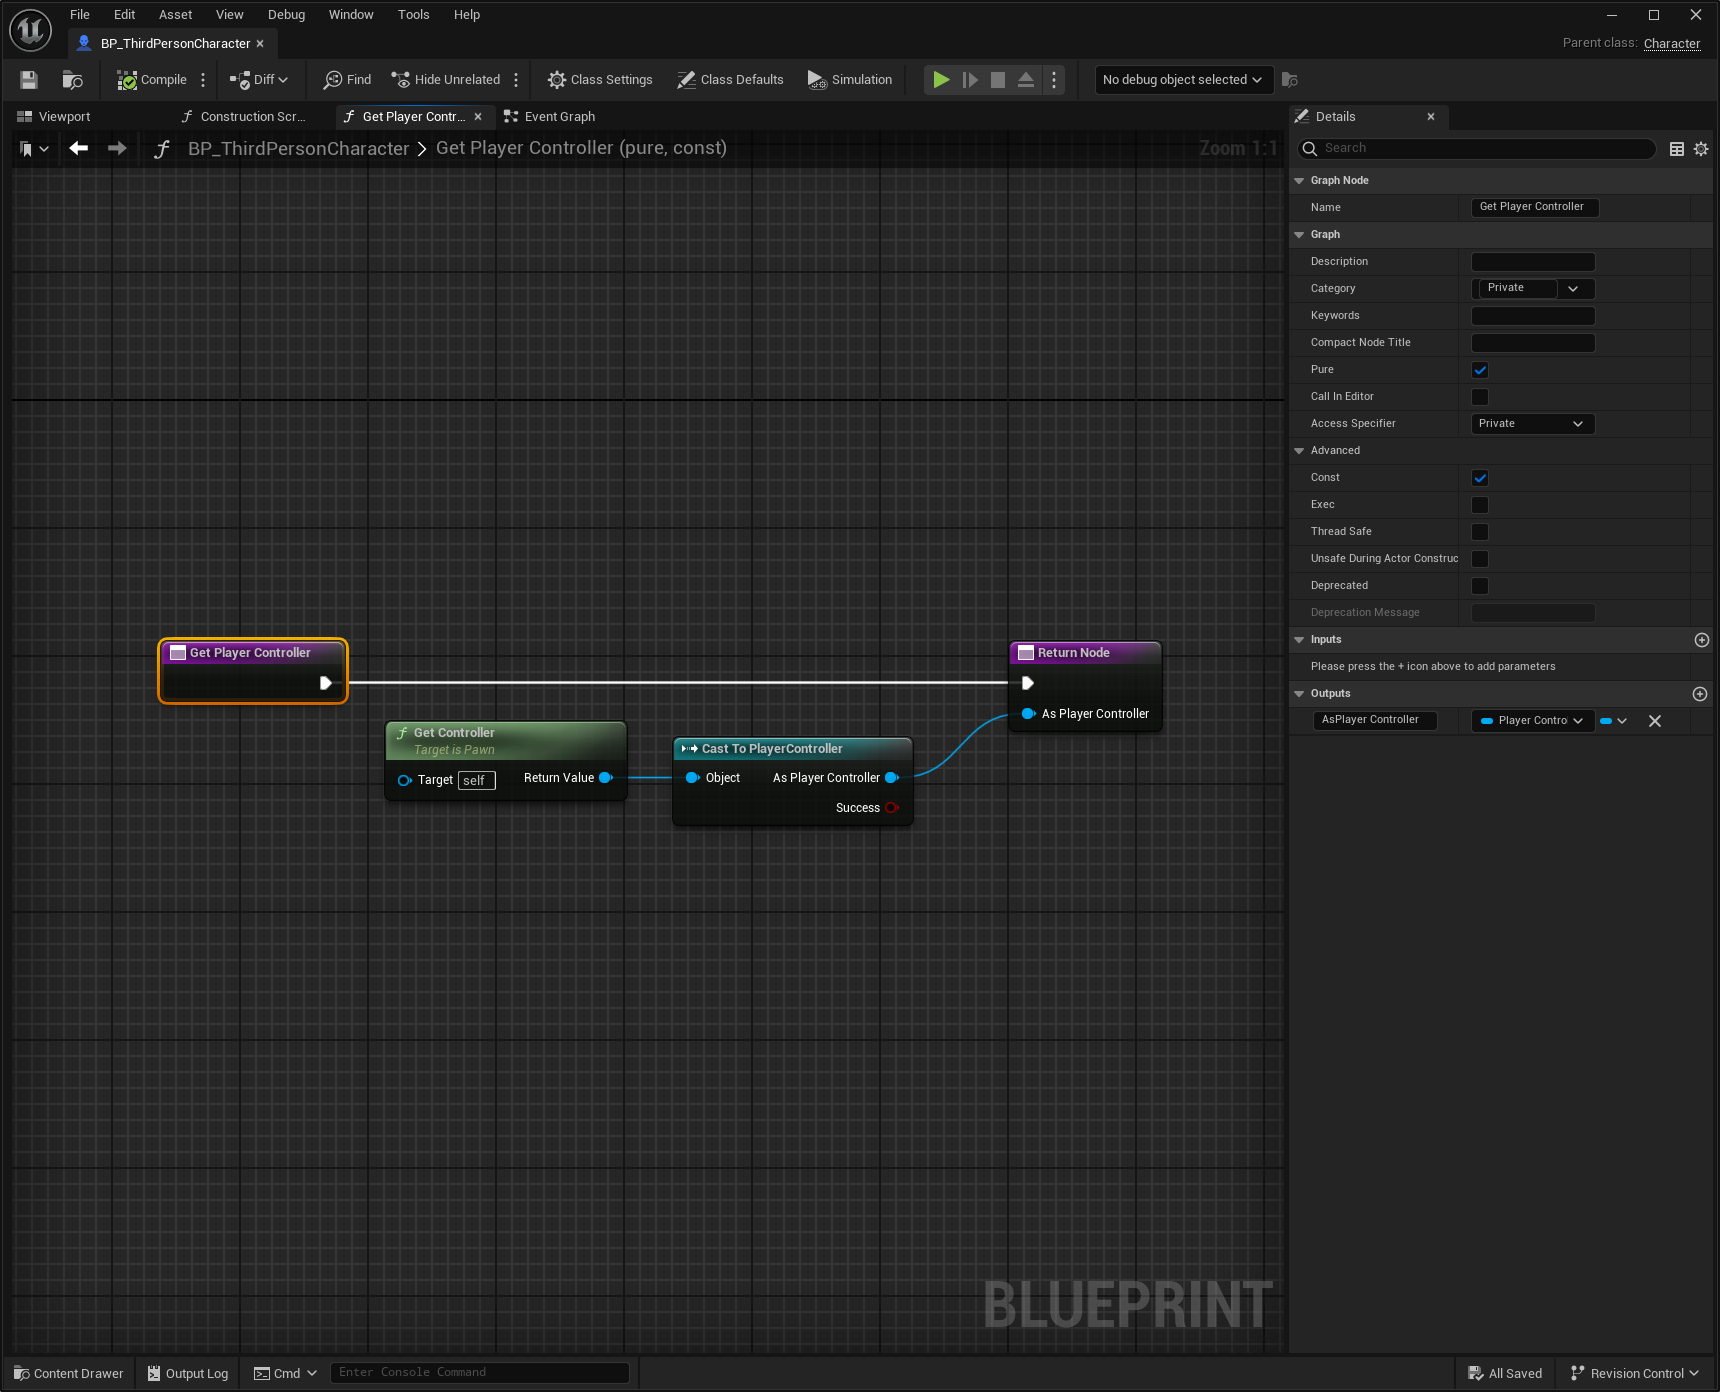 File Edit Asset View Debug Window Tools Help
BP_ThirdPersonCharacter
Parent class: Character
Compile Diff Find Hide Unrelated Class Settings Class Defaults Simulation No debug object selected
Viewport Construction Scr... Get Player Contr... Event Graph
BP_ThirdPersonCharacter > Get Player Controller (pure, const)
Zoom 1:1
Get Player Controller
Get Controller
Target is Pawn
Target self Return Value
Cast To PlayerController
Object As Player Controller
Success
Return Node
As Player Controller
BLUEPRINT
Details
Search
Graph Node
Name Get Player Controller
Graph
Description
Category Private
Keywords
Compact Node Title
Pure
Call In Editor
Access Specifier Private
Advanced
Const
Exec
Thread Safe
Unsafe During Actor Construc
Deprecated
Deprecation Message
Inputs
Please press the + icon above to add parameters
Outputs
AsPlayer Controller Player Contro
Content Drawer Output Log Cmd Enter Console Command All Saved Revision Control